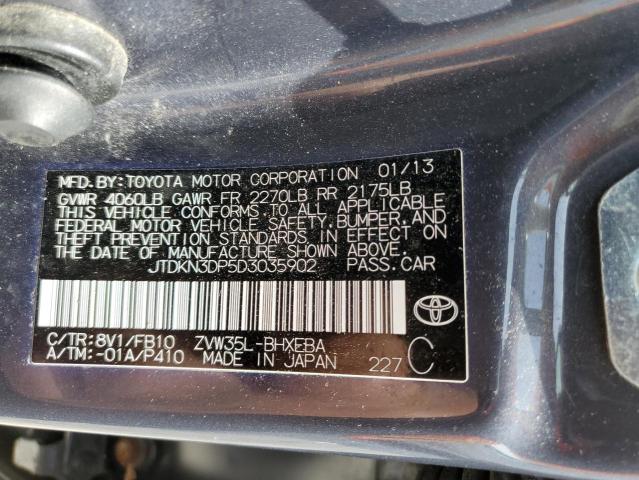 MFD.BY:TOYOTA MOTOR CORPORATION 01/13
GVWR 4060LB GAWR FR 2270LB RR 2175LB
THIS VEHICLE CONFORMS TO ALL APPLICABLE
FEDERAL MOTOR VEHICLE SAFETY,BUMPER,AND
THEFT PREVENTION STANDARDS IN EFFECT ON
THE DATE OF MANUFACTURE SHOWN ABOVE.
JTDKN3DP5D3035902 PASS.CAR
C/TR:8V1/FB10 ZVW35L-BHXEBA
A/TM:-01A/P410 MADE IN JAPAN 227 C